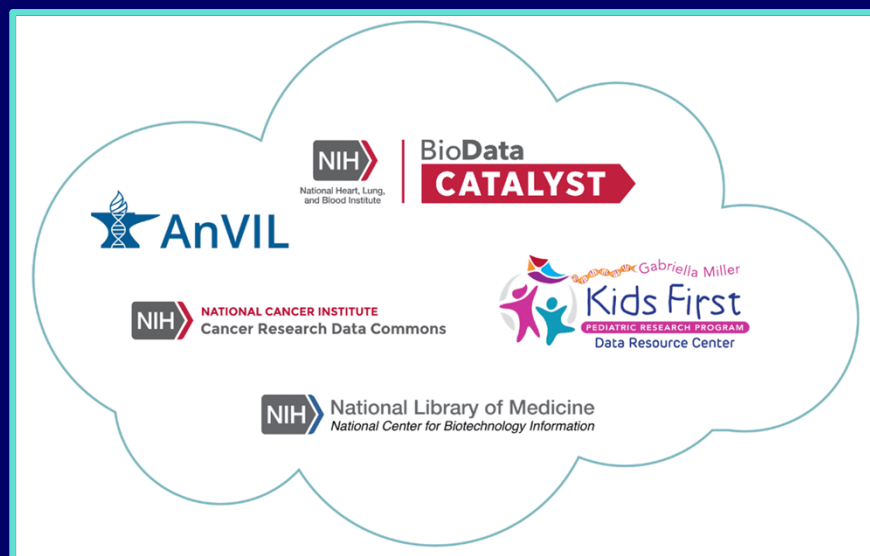 NIH
National Heart, Lung,
and Blood Institute
BioData
CATALYST
AnVIL
Gabriella Miller
Kids First
PEDIATRIC RESEARCH PROGRAM
Data Resource Center
NIH
NATIONAL CANCER INSTITUTE
Cancer Research Data Commons
NIH
National Library of Medicine
National Center for Biotechnology Information